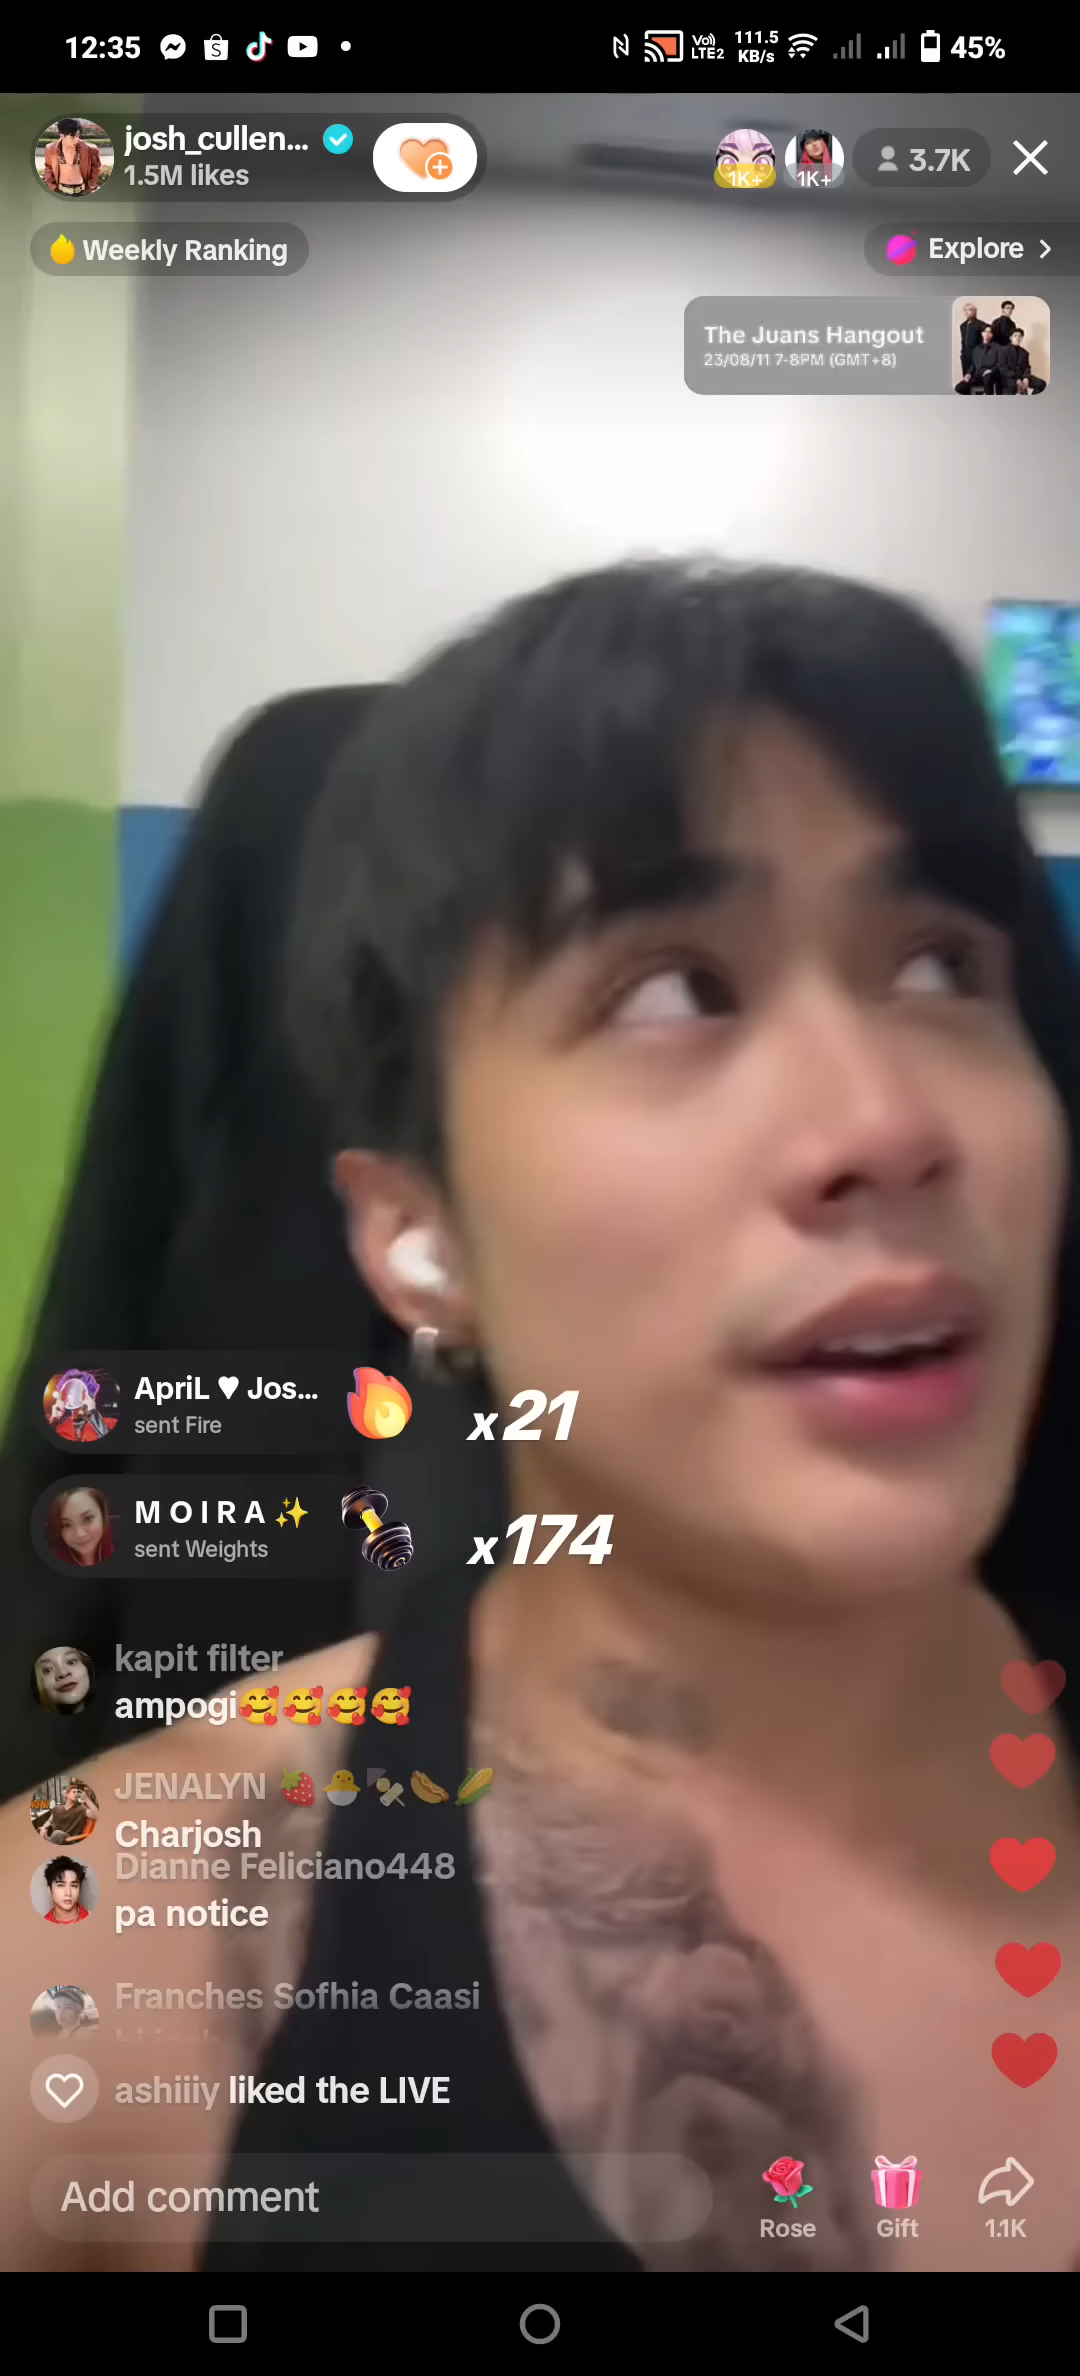 12:35
Vo))
LTE2
111.5
KB/s
45%
josh_cullen...
1.5M likes
1K+
1K+
3.7K
Weekly Ranking
Explore
The Juans Hangout
23/08/11 7-8PM (GMT+8)
ApriL ♥ Jos...
sent Fire
x21
M O I R A ✨
sent Weights
x174
kapit filter
ampogi🥰🥰🥰🥰
JENALYN 🍓🐣🍢🌭🌽
Charjosh
Dianne Feliciano448
pa notice
Franches Sofhia Caasi
ashiiiy liked the LIVE
Add comment
Rose
Gift
1.1K